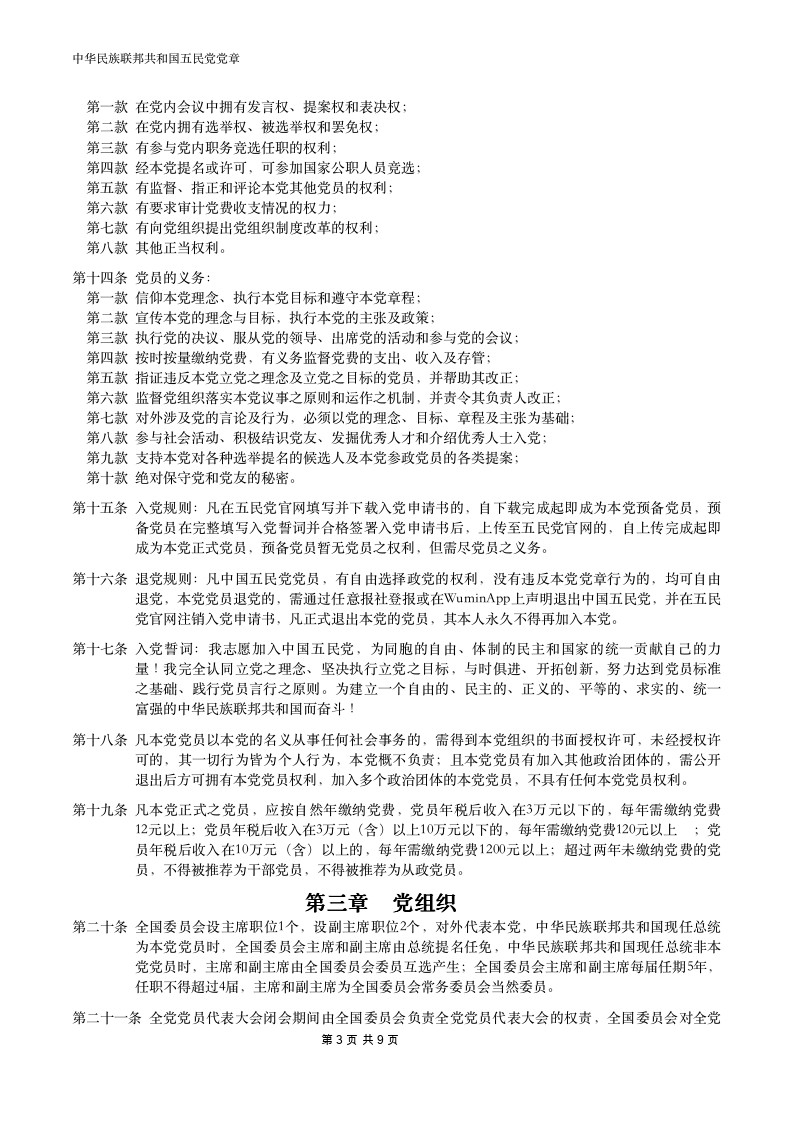 中华民族联邦共和国五民党党章
第一款 在党内会议中拥有发言权、提案权和表决权；
第二款 在党内拥有选举权、被选举权和罢免权；
第三款 有参与党内职务竞选任职的权利；
第四款 经本党提名或许可，可参加国家公职人员竞选；
第五款 有监督、指正和评论本党其他党员的权利；
第六款 有要求审计党费收支情况的权力；
第七款 有向党组织提出党组织制度改革的权利；
第八款 其他正当权利。
第十四条 党员的义务：
第一款 信仰本党理念、执行本党目标和遵守本党章程；
第二款 宣传本党的理念与目标，执行本党的主张及政策；
第三款 执行党的决议、服从党的领导、出席党的活动和参与党的会议；
第四款 按时按量缴纳党费，有义务监督党费的支出、收入及存管；
第五款 指证违反本党立党之理念及立党之目标的党员，并帮助其改正；
第六款 监督党组织落实本党议事之原则和运作之机制，并责令其负责人改正；
第七款 对外涉及党的言论及行为，必须以党的理念、目标、章程及主张为基础；
第八款 参与社会活动、积极结识党友、发掘优秀人才和介绍优秀人士入党；
第九款 支持本党对各种选举提名的候选人及本党参政党员的各类提案；
第十款 绝对保守党和党友的秘密。
第十五条 入党规则：凡在五民党官网填写并下载入党申请书的，自下载完成起即成为本党预备党员，预
备党员在完整填写入党誓词并合格签署入党申请书后，上传至五民党官网的，自上传完成起即
成为本党正式党员，预备党员暂无党员之权利，但需尽党员之义务。
第十六条 退党规则：凡中国五民党党员，有自由选择政党的权利，没有违反本党党章行为的，均可自由
退党，本党党员退党的，需通过任意报社登报或在WuminApp上声明退出中国五民党，并在五民
党官网注销入党申请书，凡正式退出本党的党员，其本人永久不得再加入本党。
第十七条 入党誓词：我志愿加入中国五民党，为同胞的自由、体制的民主和国家的统一贡献自己的力
量！我完全认同立党之理念、坚决执行立党之目标，与时俱进、开拓创新，努力达到党员标准
之基础、践行党员言行之原则。为建立一个自由的、民主的、正义的、平等的、求实的、统一
富强的中华民族联邦共和国而奋斗！
第十八条 凡本党党员以本党的名义从事任何社会事务的，需得到本党组织的书面授权许可，未经授权许
可的，其一切行为皆为个人行为，本党概不负责；且本党党员有加入其他政治团体的，需公开
退出后方可拥有本党党员权利，加入多个政治团体的本党党员，不具有任何本党党员权利。
第十九条 凡本党正式之党员，应按自然年缴纳党费，党员年税后收入在3万元以下的，每年需缴纳党费
12元以上；党员年税后收入在3万元（含）以上10万元以下的，每年需缴纳党费120元以上 ；党
员年税后收入在10万元（含）以上的，每年需缴纳党费1200元以上；超过两年未缴纳党费的党
员，不得被推荐为干部党员，不得被推荐为从政党员。
第三章 党组织
第二十条 全国委员会设主席职位1个，设副主席职位2个，对外代表本党，中华民族联邦共和国现任总统
为本党党员时，全国委员会主席和副主席由总统提名任免，中华民族联邦共和国现任总统非本
党党员时，主席和副主席由全国委员会委员互选产生；全国委员会主席和副主席每届任期5年，
任职不得超过4届，主席和副主席为全国委员会常务委员会当然委员。
第二十一条 全党党员代表大会闭会期间由全国委员会负责全党党员代表大会的权责，全国委员会对全党
第 3 页 共 9 页